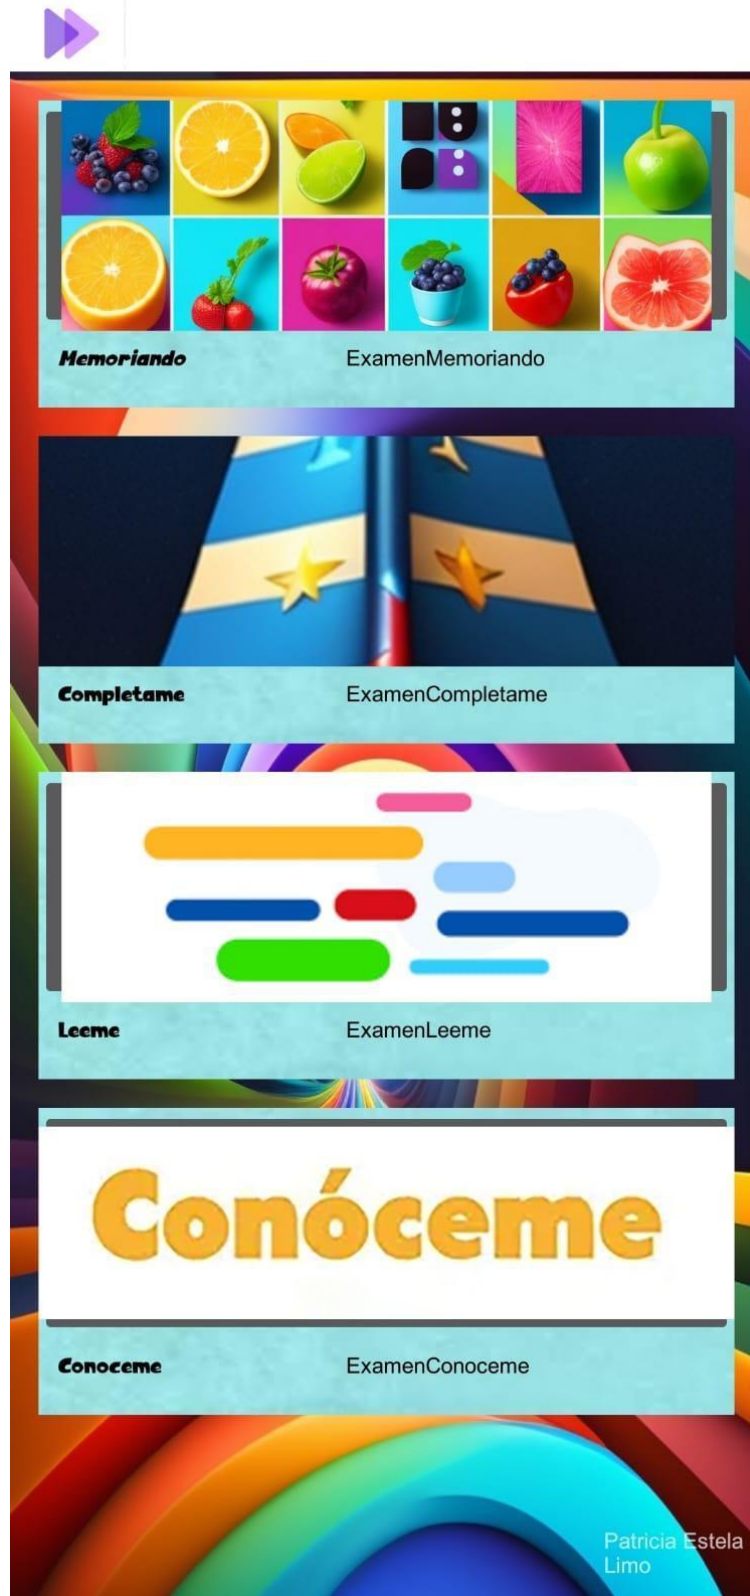 Memoriando ExamenMemoriando
Completame ExamenCompletame
Leeme ExamenLeeme
Conóceme
Conoceme ExamenConoceme
Patricia Estela
Limo